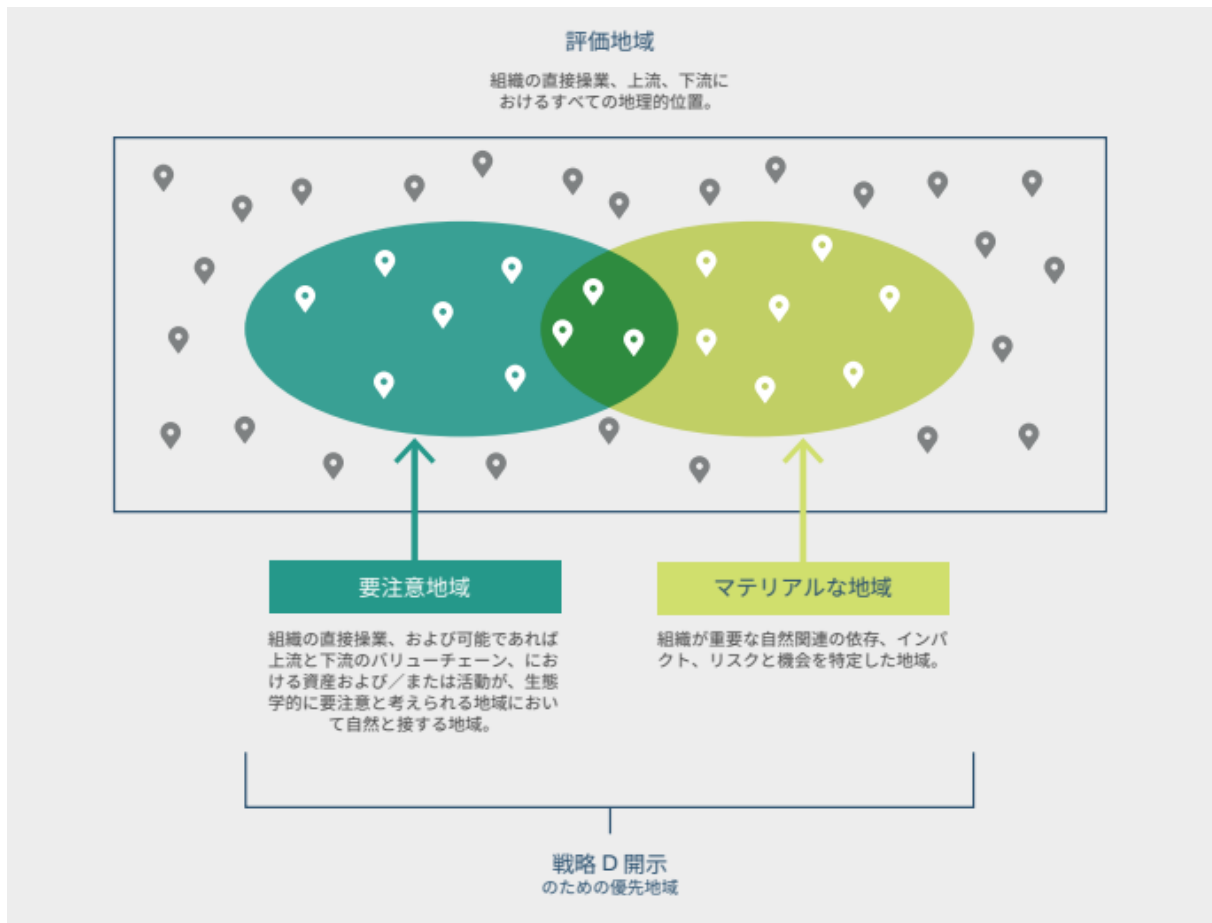 評価地域
組織の直接操業、上流、下流に
おけるすべての地理的位置。
要注意地域
組織の直接操業、および可能であれば
上流と下流のバリューチェーン、にお
ける資産および／または活動が、生態
学的に要注意と考えられる地域におい
て自然と接する地域。
マテリアルな地域
組織が重要な自然関連の依存、インパ
クト、リスクと機会を特定した地域。
戦略 D 開示
のための優先地域